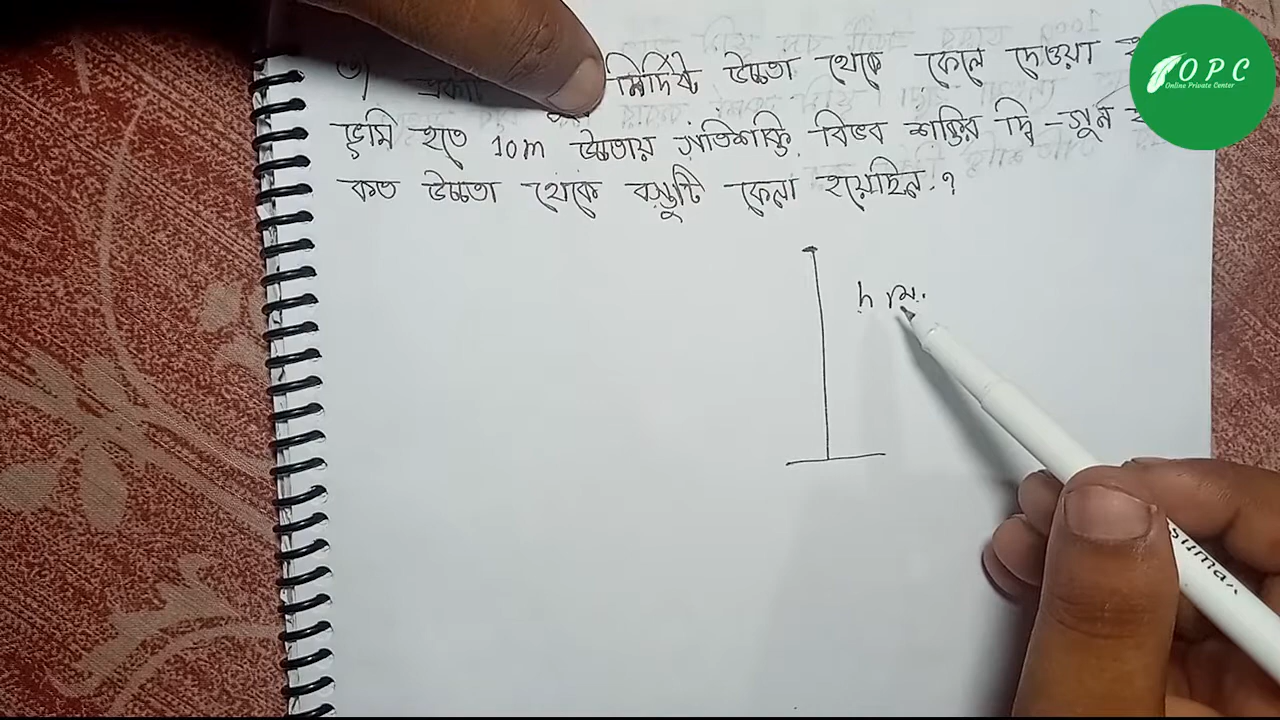 ৩। একটি নির্দিষ্ট উচ্চতা থেকে ফেলে দেওয়া
ভূমি হতে 10m উচ্চতায় গতিশক্তি বিভব শক্তির দ্বি-গুন
কত উচ্চতা থেকে বস্তুটি ফেলা হয়েছিল ?
h মি.
OPC
Online Private Center